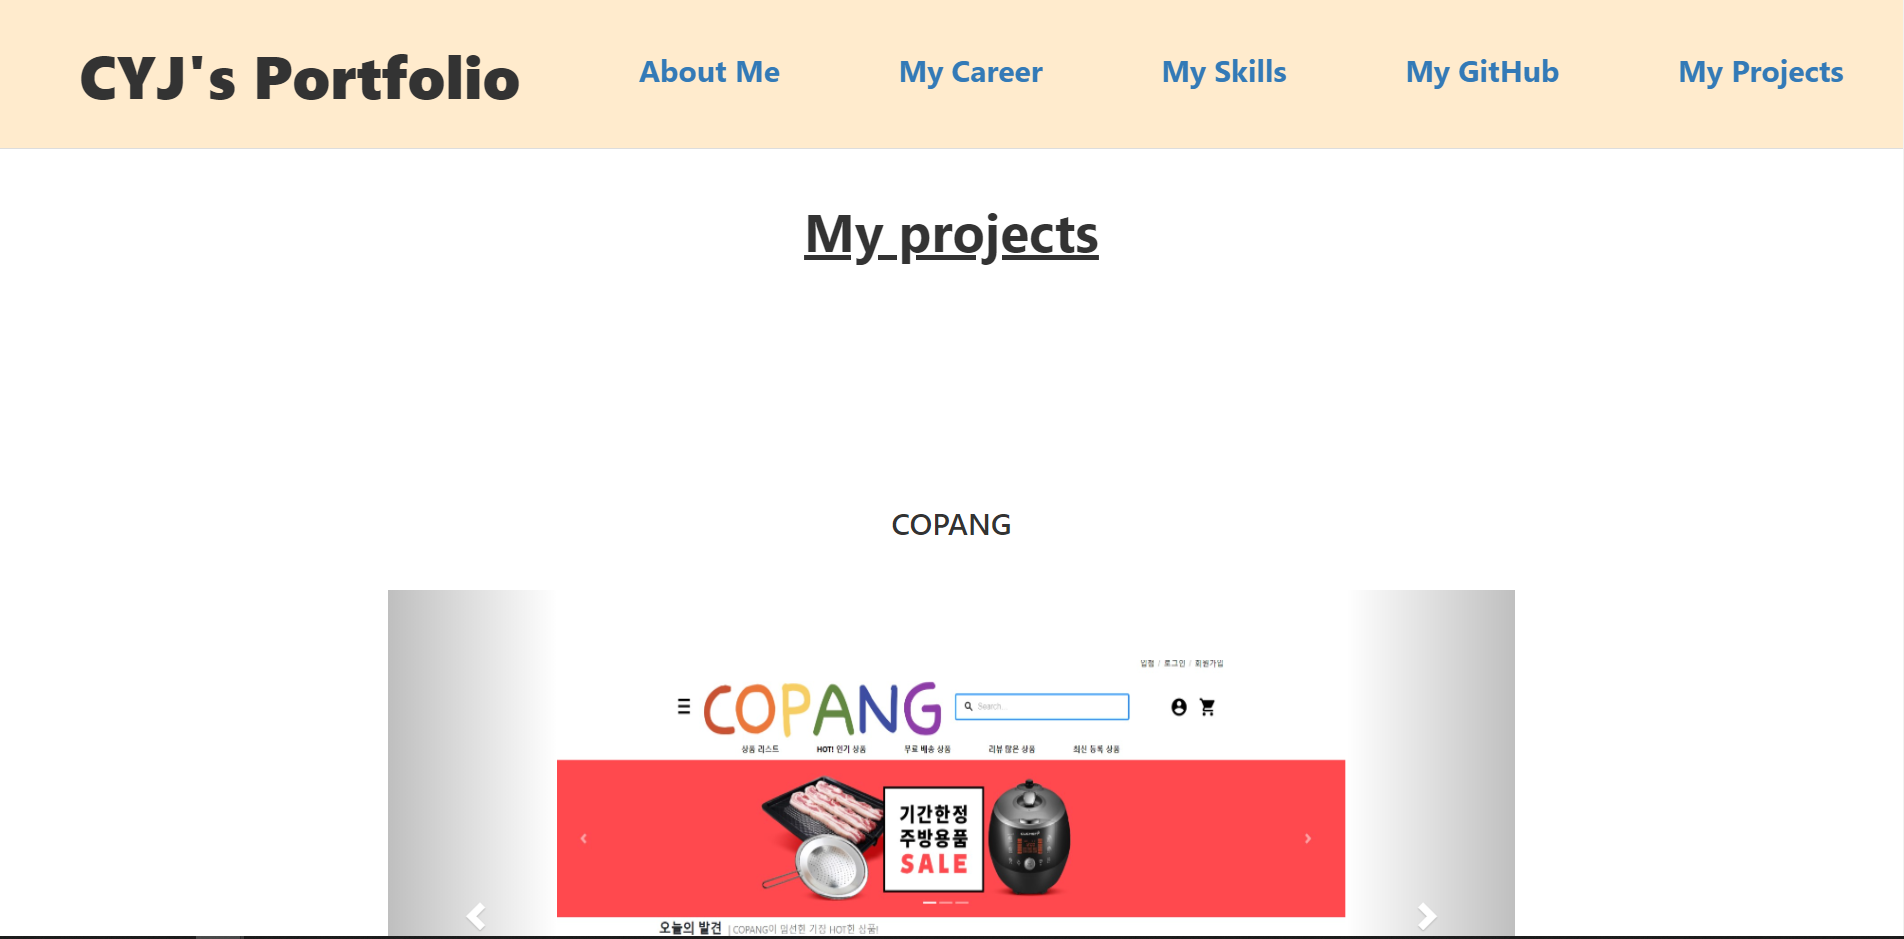 CYJ's Portfolio About Me My Career My Skills My GitHub My Projects
My projects
COPANG
입점 / 로그인 / 회원가입
COPANG Search...
상품 리스트 HOT! 인기 상품 무료 배송 상품 리뷰 많은 상품 최신 등록 상품
기간한정
주방용품
SALE
오늘의 발견 | COPANG이 엄선한 가장 HOT한 상품!